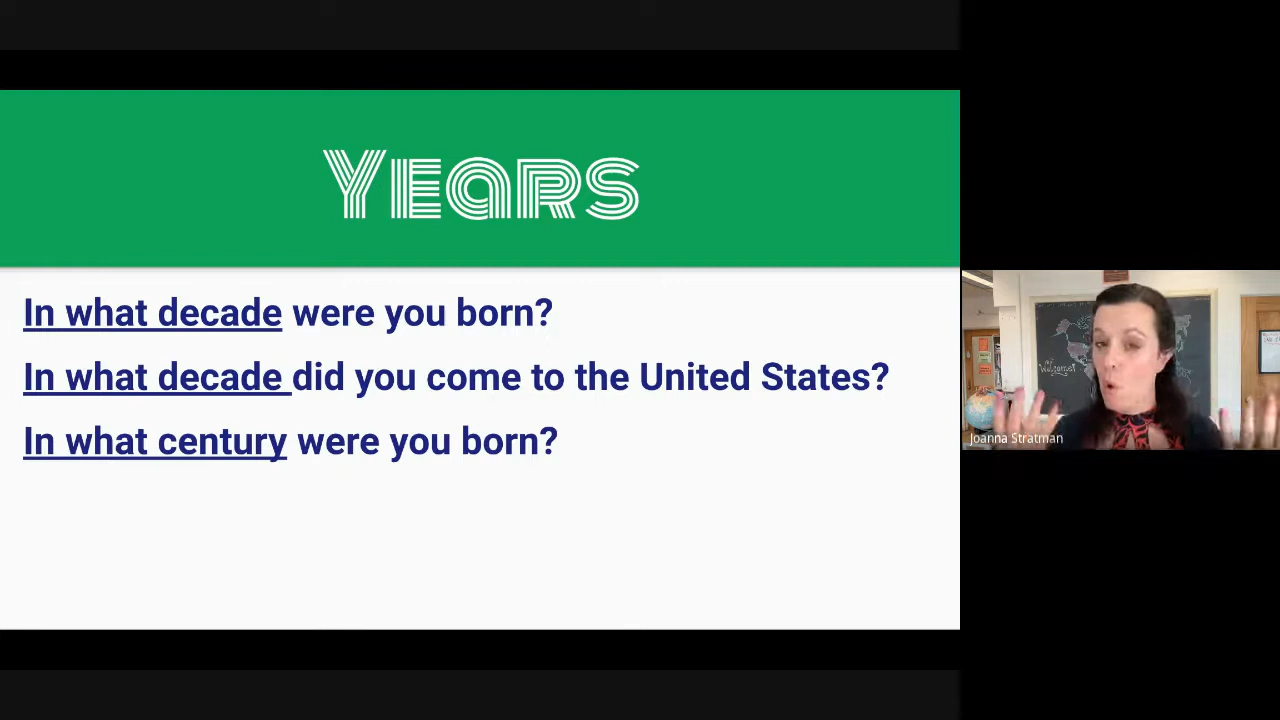 Years
In what decade were you born?
In what decade did you come to the United States?
In what century were you born?
Welcome!
Joanna Stratman